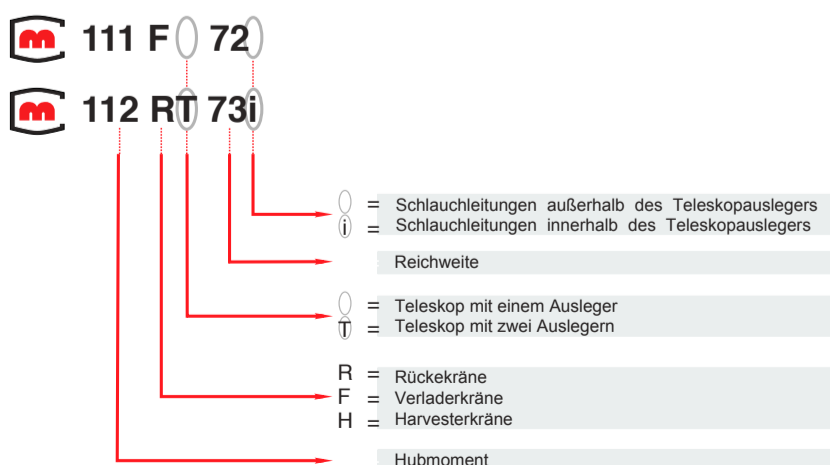 m 111 F 72
m 112 RT 73i
= Schlauchleitungen außerhalb des Teleskopauslegers
i = Schlauchleitungen innerhalb des Teleskopauslegers
Reichweite
= Teleskop mit einem Ausleger
T = Teleskop mit zwei Auslegern
R = Rückekräne
F = Verladerkräne
H = Harvesterkräne
Hubmoment